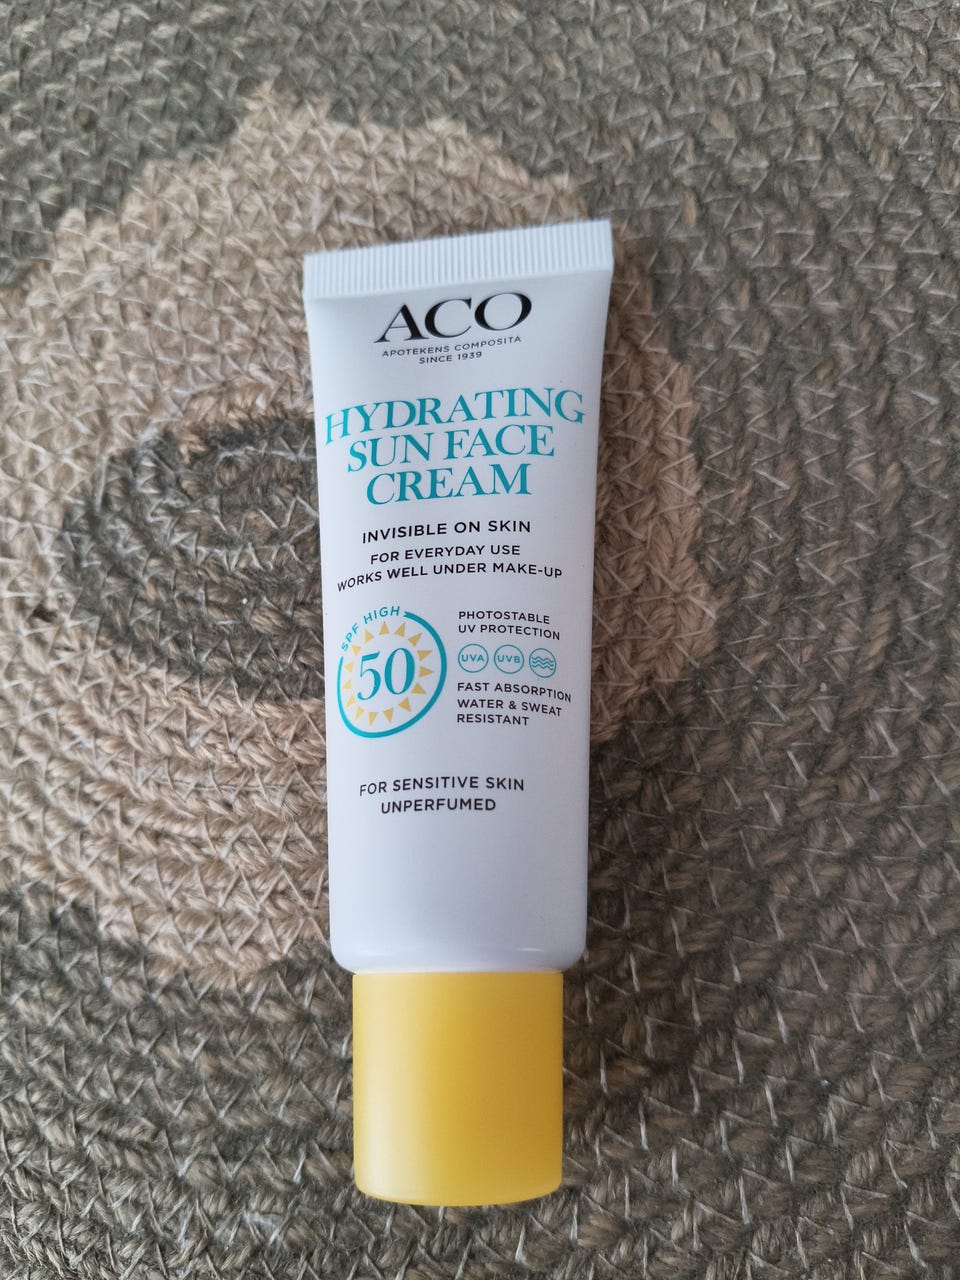 ACO
APOTEKENS COMPOSITA
SINCE 1939
HYDRATING
SUN FACE
CREAM
INVISIBLE ON SKIN
FOR EVERYDAY USE
WORKS WELL UNDER MAKE-UP
SPF HIGH
50
PHOTOSTABLE
UV PROTECTION
UVA UVB
FAST ABSORPTION
WATER & SWEAT
RESISTANT
FOR SENSITIVE SKIN
UNPERFUMED